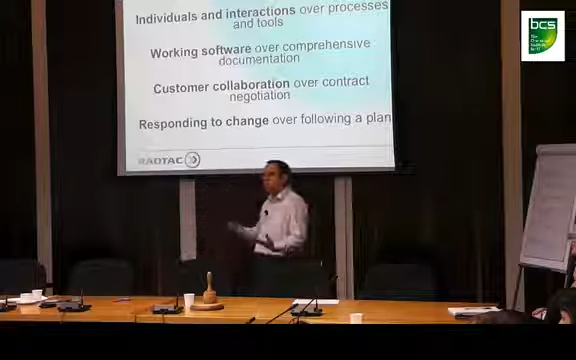 Individuals and interactions over processes
and tools
Working software over comprehensive
documentation
Customer collaboration over contract
negotiation
Responding to change over following a plan
RADTAC
bcs